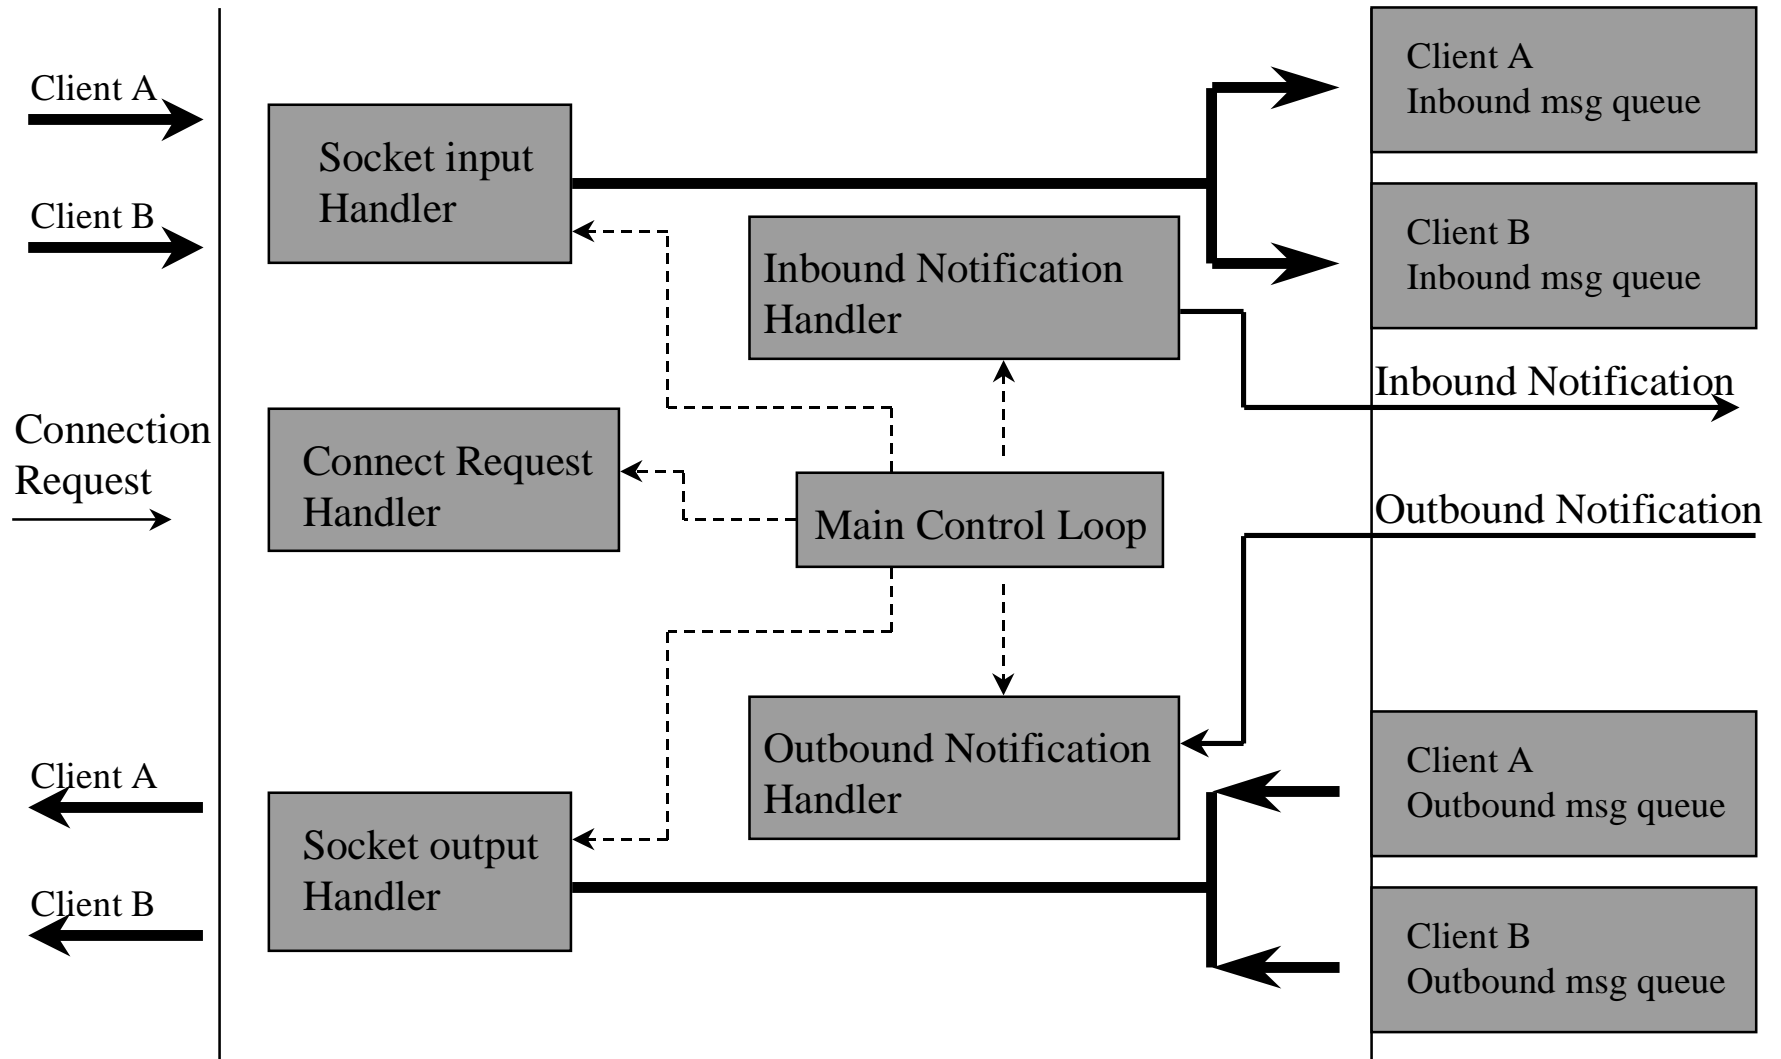 Client A
Client B
Connection
Request
Client A
Client B
Socket input
Handler
Connect Request
Handler
Socket output
Handler
Inbound Notification
Handler
Main Control Loop
Outbound Notification
Handler
Client A
Inbound msg queue
Client B
Inbound msg queue
Inbound Notification
Outbound Notification
Client A
Outbound msg queue
Client B
Outbound msg queue